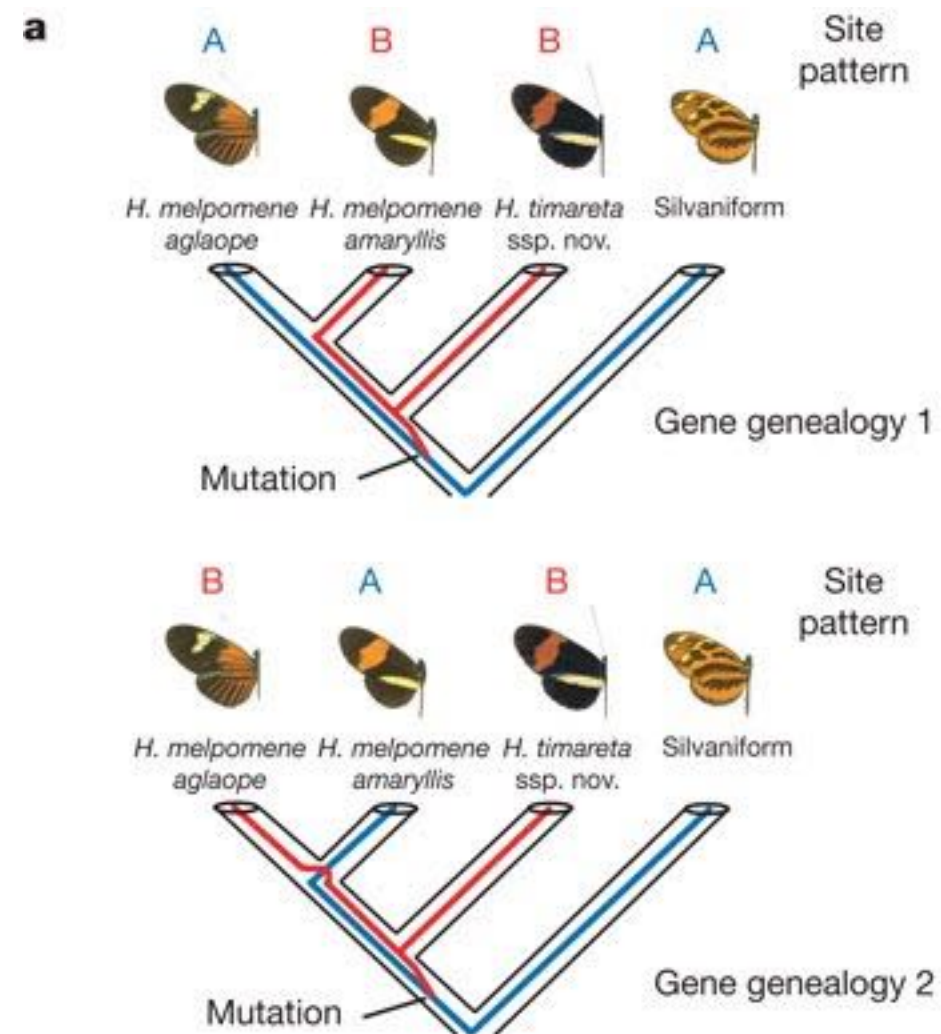 a
A B B A Site
pattern
H. melpomene H. melpomene H. timareta Silvaniform
aglaope amaryllis ssp. nov.
Gene genealogy 1
Mutation
B A B A Site
pattern
H. melpomene H. melpomene H. timareta Silvaniform
aglaope amaryllis ssp. nov.
Gene genealogy 2
Mutation